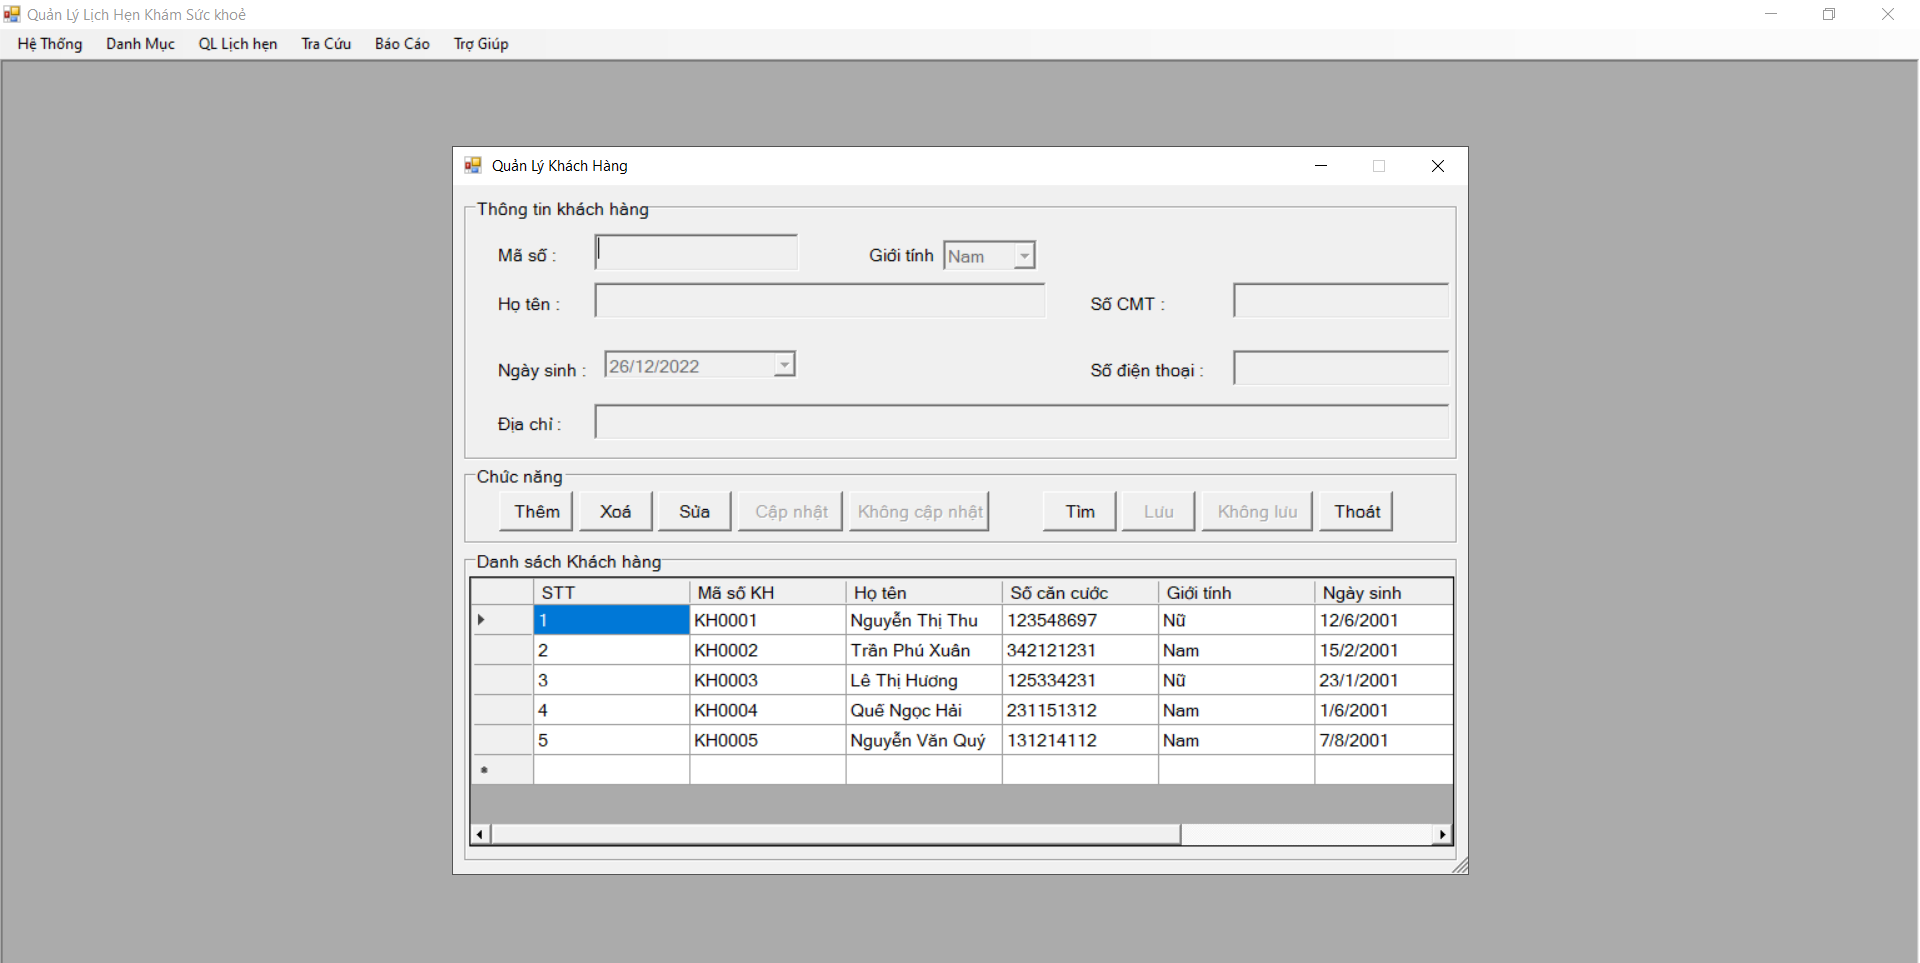 Quản Lý Lịch Hẹn Khám Sức khoẻ
Hệ Thống Danh Mục QL Lịch hẹn Tra Cứu Báo Cáo Trợ Giúp
Quản Lý Khách Hàng
Thông tin khách hàng
Mã số : Giới tính Nam
Họ tên : Số CMT :
Ngày sinh : 26/12/2022 Số điện thoại :
Địa chỉ :
Chức năng
Thêm Xoá Sửa Cập nhật Không cập nhật Tìm Lưu Không lưu Thoát
Danh sách Khách hàng
STT Mã số KH Họ tên Số căn cước Giới tính Ngày sinh
1 KH0001 Nguyễn Thị Thu 123548697 Nữ 12/6/2001
2 KH0002 Trần Phú Xuân 342121231 Nam 15/2/2001
3 KH0003 Lê Thị Hương 125334231 Nữ 23/1/2001
4 KH0004 Quế Ngọc Hải 231151312 Nam 1/6/2001
5 KH0005 Nguyễn Văn Quý 131214112 Nam 7/8/2001